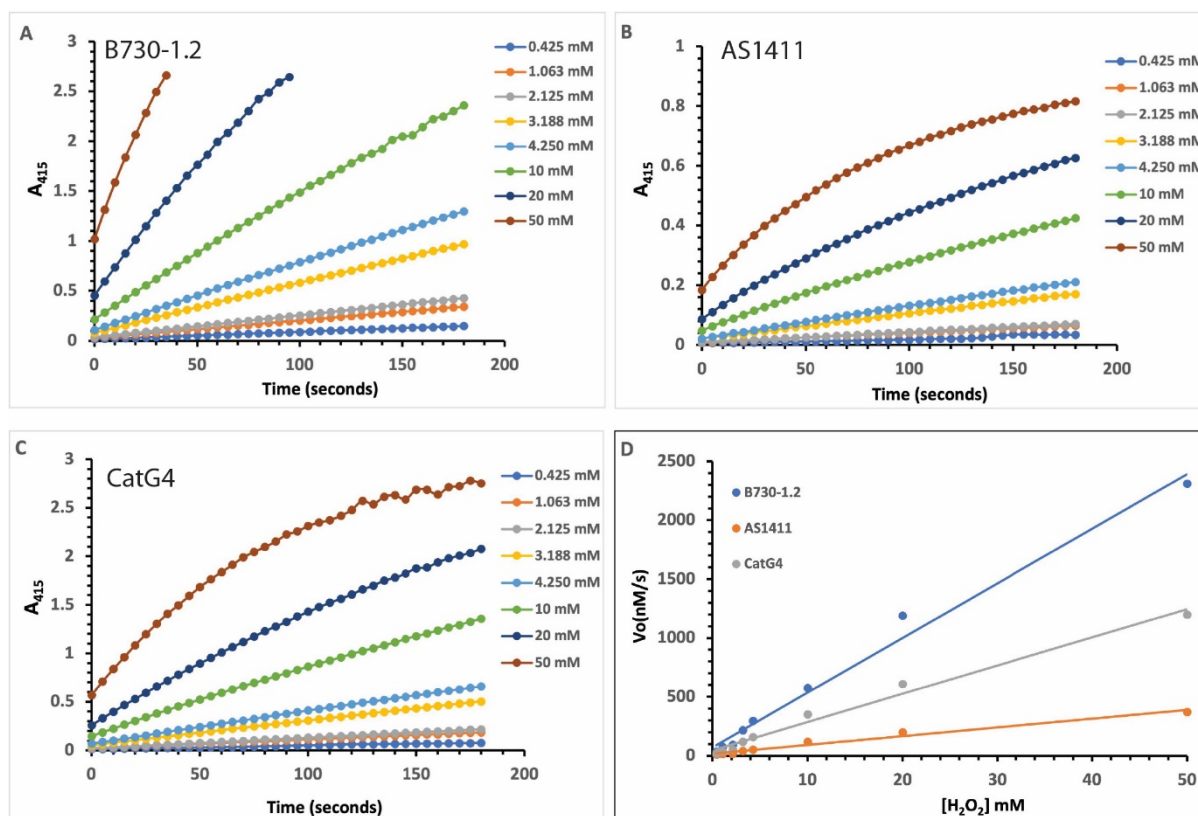 A
B730-1.2
3
2.5
2
1.5
1
0.5
0
A415
0
50
100
150
200
Time (seconds)
0.425 mM
1.063 mM
2.125 mM
3.188 mM
4.250 mM
10 mM
20 mM
50 mM
B
AS1411
1
0.8
0.6
0.4
0.2
0
A415
0
50
100
150
200
Time (seconds)
0.425 mM
1.063 mM
2.125 mM
3.188 mM
4.250 mM
10 mM
20 mM
50 mM
C
CatG4
3
2.5
2
1.5
1
0.5
0
A415
0
50
100
150
200
Time (seconds)
0.425 mM
1.063 mM
2.125 mM
3.188 mM
4.250 mM
10 mM
20 mM
50 mM
D
2500
2000
1500
1000
500
0
Vo(nM/s)
B730-1.2
AS1411
CatG4
0
10
20
30
40
50
[H2O2] mM